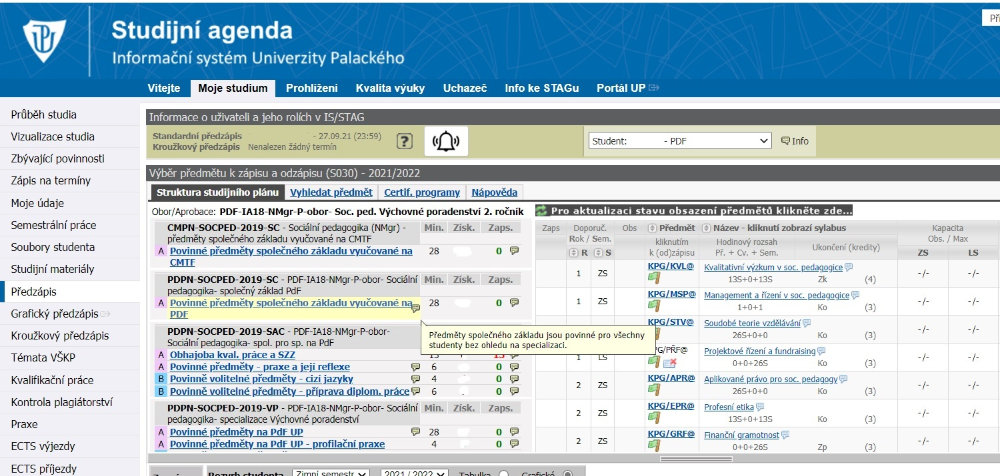 Studijní agenda
Informační systém Univerzity Palackého
Vítejte Moje studium Prohlížení Kvalita výuky Uchazeč Info ke STAGu Portál UP
Průběh studia
Vizualizace studia
Zbývající povinnosti
Zápis na termíny
Moje údaje
Semestrální práce
Soubory studenta
Studijní materiály
Předzápis
Grafický předzápis
Kroužkový předzápis
Témata VŠKP
Kvalifikační práce
Kontrola plagiátorství
Praxe
ECTS výjezdy
ECTS příjezdy
Informace o uživateli a jeho rolích v IS/STAG
Standardní předzápis - 27.09.21 (23:59)
Kroužkový předzápis Nenalezen žádný termín
?
Student: - PDF
Info
Výběr předmětu k zápisu a odzápisu (S030) - 2021/2022
Struktura studijního plánu Vyhledat předmět Certif. programy Nápověda
Obor/Aprobace: PDF-IA18-NMgr-P-obor- Soc. ped. Výchovné poradenství 2. ročník
CMPN-SOCPED-2019-SC - Sociální pedagogika (NMgr) - Min. Získ. Zaps.
předměty společného základu vyučované na CMTF
A Povinné předměty společného základu vyučované na 28 0
CMTF
PDPN-SOCPED-2019-SC - PDF-IA18-NMgr-P-obor- Sociální Min. Získ. Zaps.
pedagogika- společný základ PdF
A Povinné předměty společného základu vyučované na 28 0
PDF
PDPN-SOCPED-2019-SAC - PDF-IA18-NMgr-P-obor-
Sociální pedagogika- spol. pro sp. na PdF
Předměty společného základu jsou povinné pro všechny
studenty bez ohledu na specializaci.
A Obhajoba kval. práce a SZZ 15 15
A Povinné předměty - praxe a její reflexe 6 0
B Povinně volitelné předměty - cizí jazyky 4 0
B Povinně volitelné předměty - příprava diplom. práce 6 0
PDPN-SOCPED-2019-VP - PDF-IA18-NMgr-P-obor- Sociální Min. Získ. Zaps.
pedagogika- specializace Výchovné poradenství
A Povinné předměty na PdF UP 28 0
A Povinné předměty na PdF UP - profilační praxe 4 0
Pro aktualizaci stavu obsazení předmětů klikněte zde...
Zaps Doporuč. Obs Předmět Název - kliknutí zobrazí sylabus Kapacita
Rok / Sem. kliknutím Hodinový rozsah Ukončení (kredity) Obs. / Max
R S k (od)zápisu Př. + Cv. + Sem. ZS LS
1 ZS KPG/KVL@ Kvalitativní výzkum v soc. pedagogice -/- -/-
13S+0+13S Zk (4)
1 ZS KPG/MSP@ Management a řízení v soc. pedagogice -/- -/-
1+0+1 Ko (3)
KPG/STV@ Soudobé teorie vzdělávání -/- -/-
26S+0+0 Ko (3)
1 LS PG/PŘF@ Projektové řízení a fundraising -/- -/-
0+0+26S Ko (3)
2 ZS KPG/APR@ Aplikované právo pro soc. pedagogy -/- -/-
26S+0+0 Ko (3)
2 ZS KPG/EPR@ Profesní etika -/- -/-
13S+0+13S Ko (3)
2 ZS KPG/GRF@ Finanční gramotnost -/- -/-
0+0+26S Zp (3)
Rozvrh studenta Zimní semestr 2021 / 2022 Tabulka Grafické